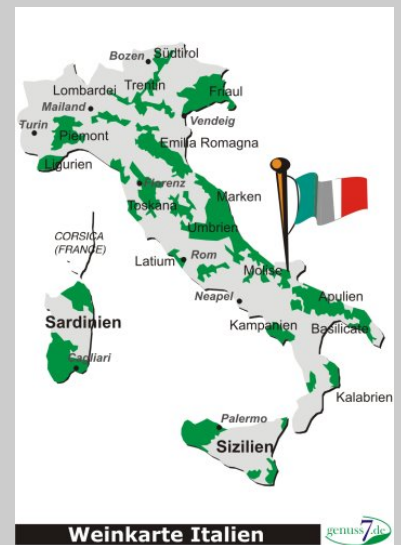 Bozen
Südtirol
Lombardei
Trentin
Friaul
Mailand
Vendeig
Turin
Piemont
Emilia Romagna
Ligurien
Florenz
Toskana
Marken
Umbrien
CORSICA
(FRANCE)
Latium
Rom
Molise
Neapel
Apulien
Kampanien
Basilicate
Sardinien
Cagliari
Kalabrien
Palermo
Sizilien
Weinkarte Italien
genuss7.de